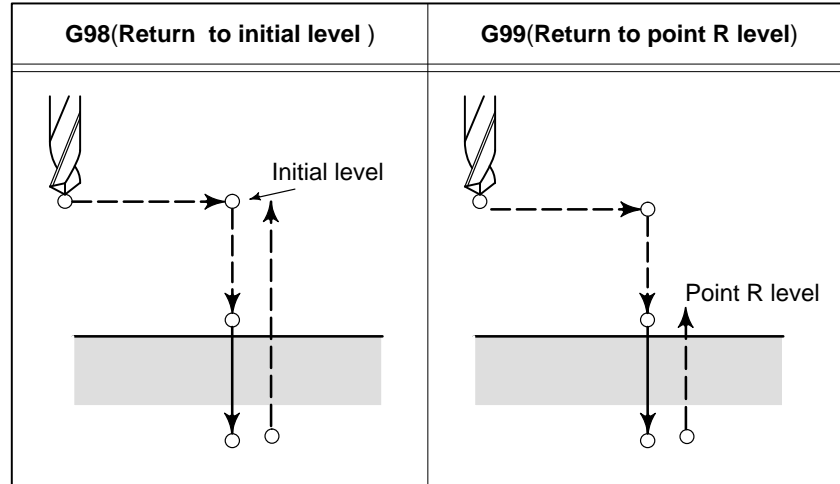 G98(Return to initial level )
G99(Return to point R level)
Initial level
Point R level